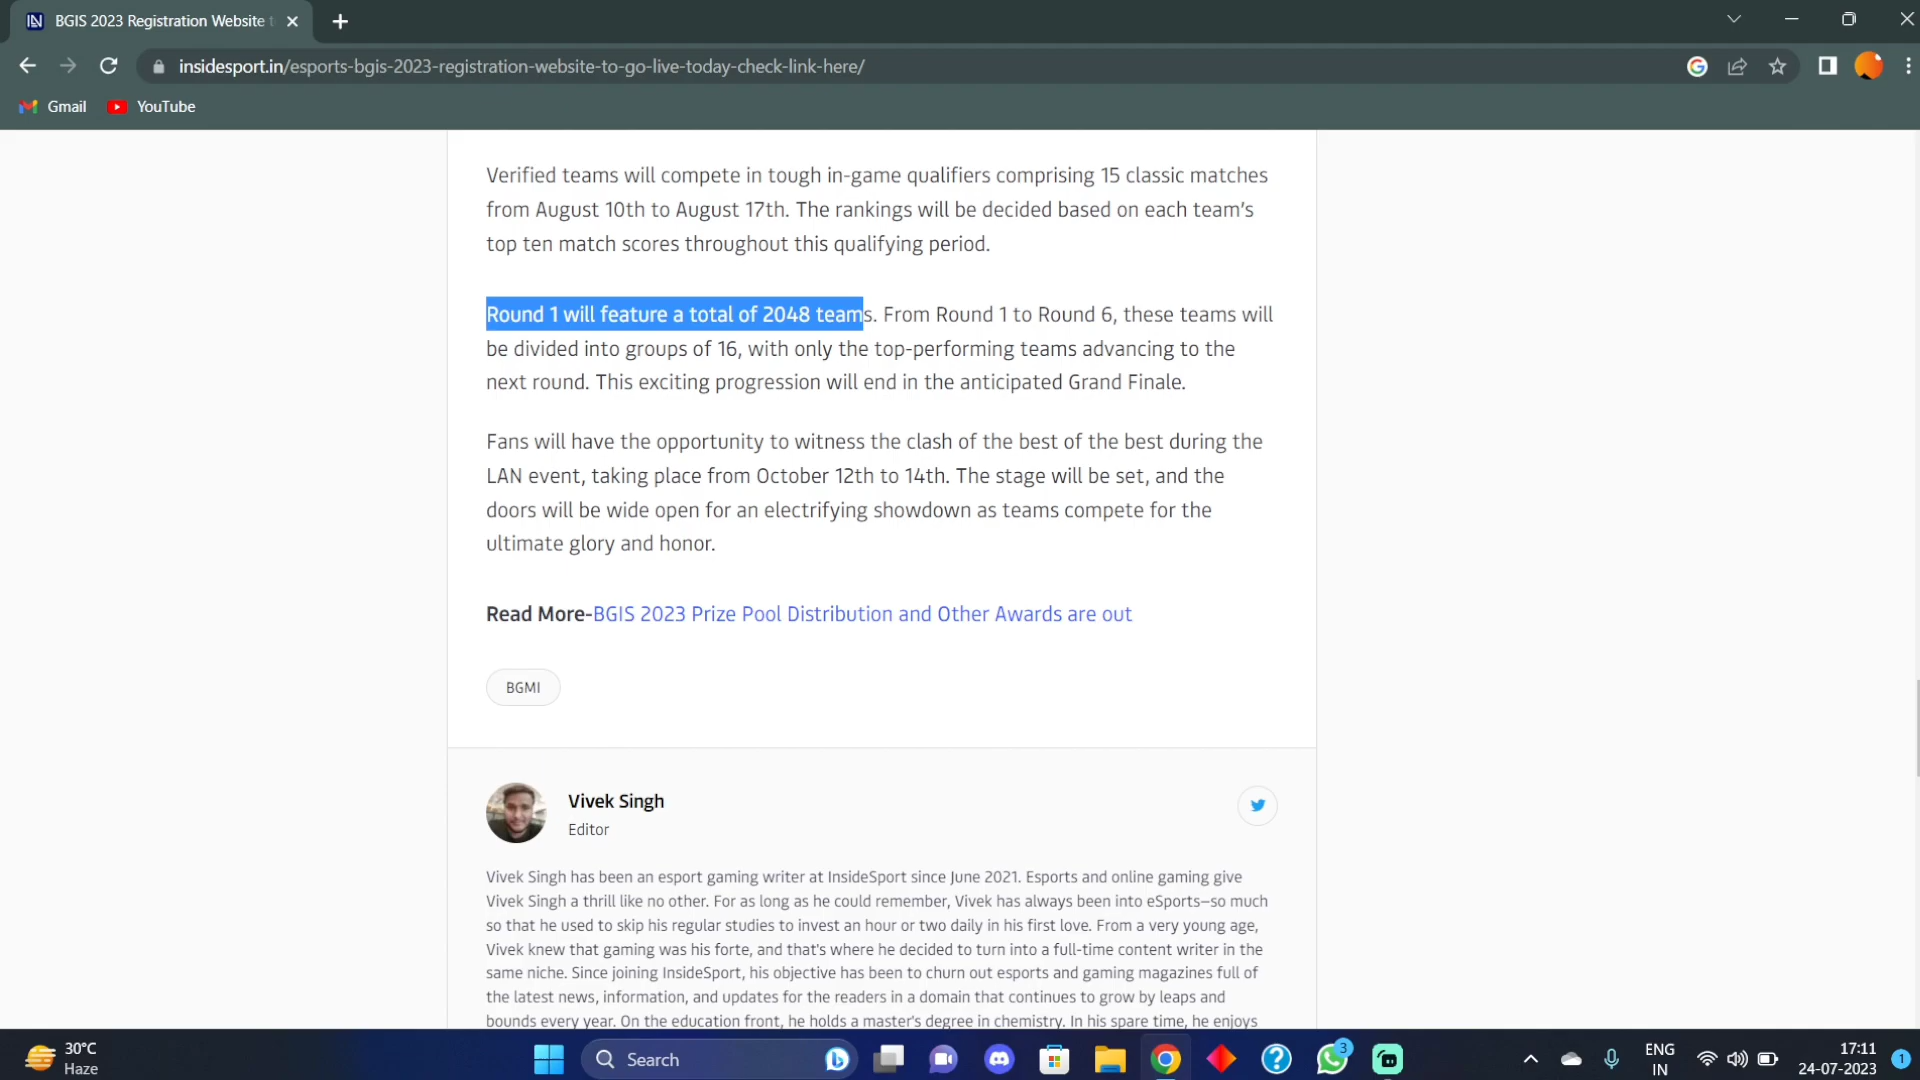 BGIS 2023 Registration Website
insidesport.in/esports-bgis-2023-registration-website-to-go-live-today-check-link-here/
Gmail YouTube
Verified teams will compete in tough in-game qualifiers comprising 15 classic matches
from August 10th to August 17th. The rankings will be decided based on each team's
top ten match scores throughout this qualifying period.
Round 1 will feature a total of 2048 teams. From Round 1 to Round 6, these teams will
be divided into groups of 16, with only the top-performing teams advancing to the
next round. This exciting progression will end in the anticipated Grand Finale.
Fans will have the opportunity to witness the clash of the best of the best during the
LAN event, taking place from October 12th to 14th. The stage will be set, and the
doors will be wide open for an electrifying showdown as teams compete for the
ultimate glory and honor.
Read More-BGIS 2023 Prize Pool Distribution and Other Awards are out
BGMI
Vivek Singh
Editor
Vivek Singh has been an esport gaming writer at InsideSport since June 2021. Esports and online gaming give
Vivek Singh a thrill like no other. For as long as he could remember, Vivek has always been into eSports—so much
so that he used to skip his regular studies to invest an hour or two daily in his first love. From a very young age,
Vivek knew that gaming was his forte, and that's where he decided to turn into a full-time content writer in the
same niche. Since joining InsideSport, his objective has been to churn out esports and gaming magazines full of
the latest news, information, and updates for the readers in a domain that continues to grow by leaps and
bounds every year. On the education front, he holds a master's degree in chemistry. In his spare time, he enjoys
30°C
Haze
Search
3
ENG
IN
17:11
24-07-2023
1